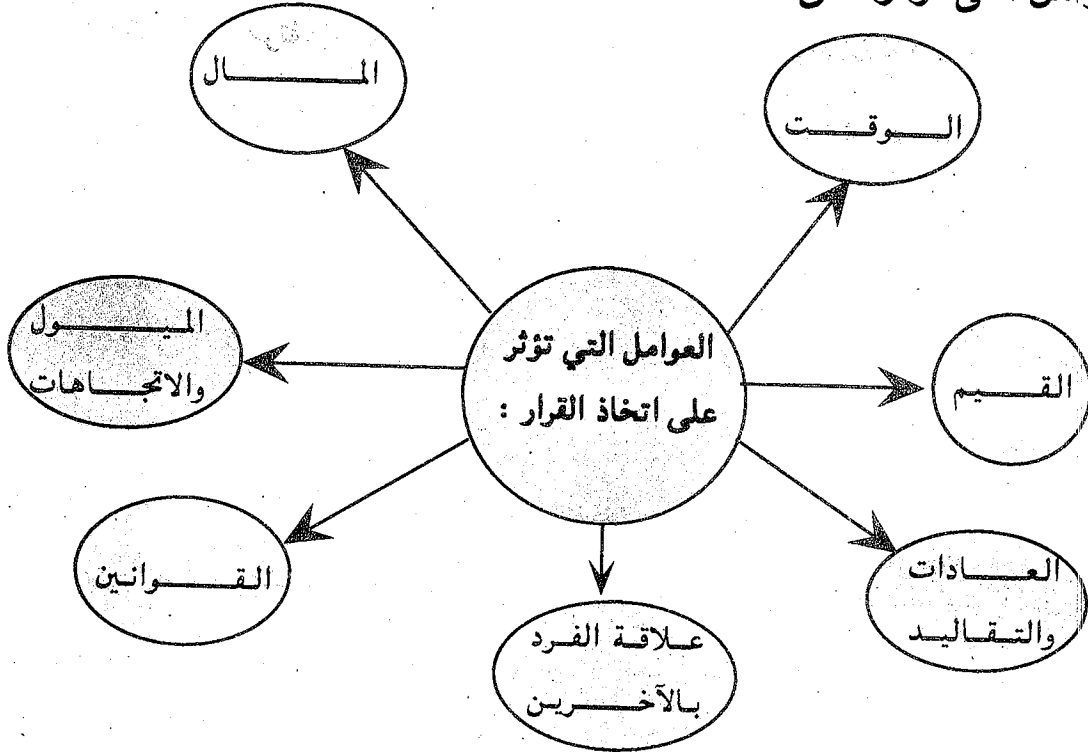 المال
الوقت
العوامل التي تؤثر
على اتخاذ القرار :
الميول
والاتجاهات
القيم
القوانين
العادات
والتقاليد
علاقة الفرد
بالآخرين